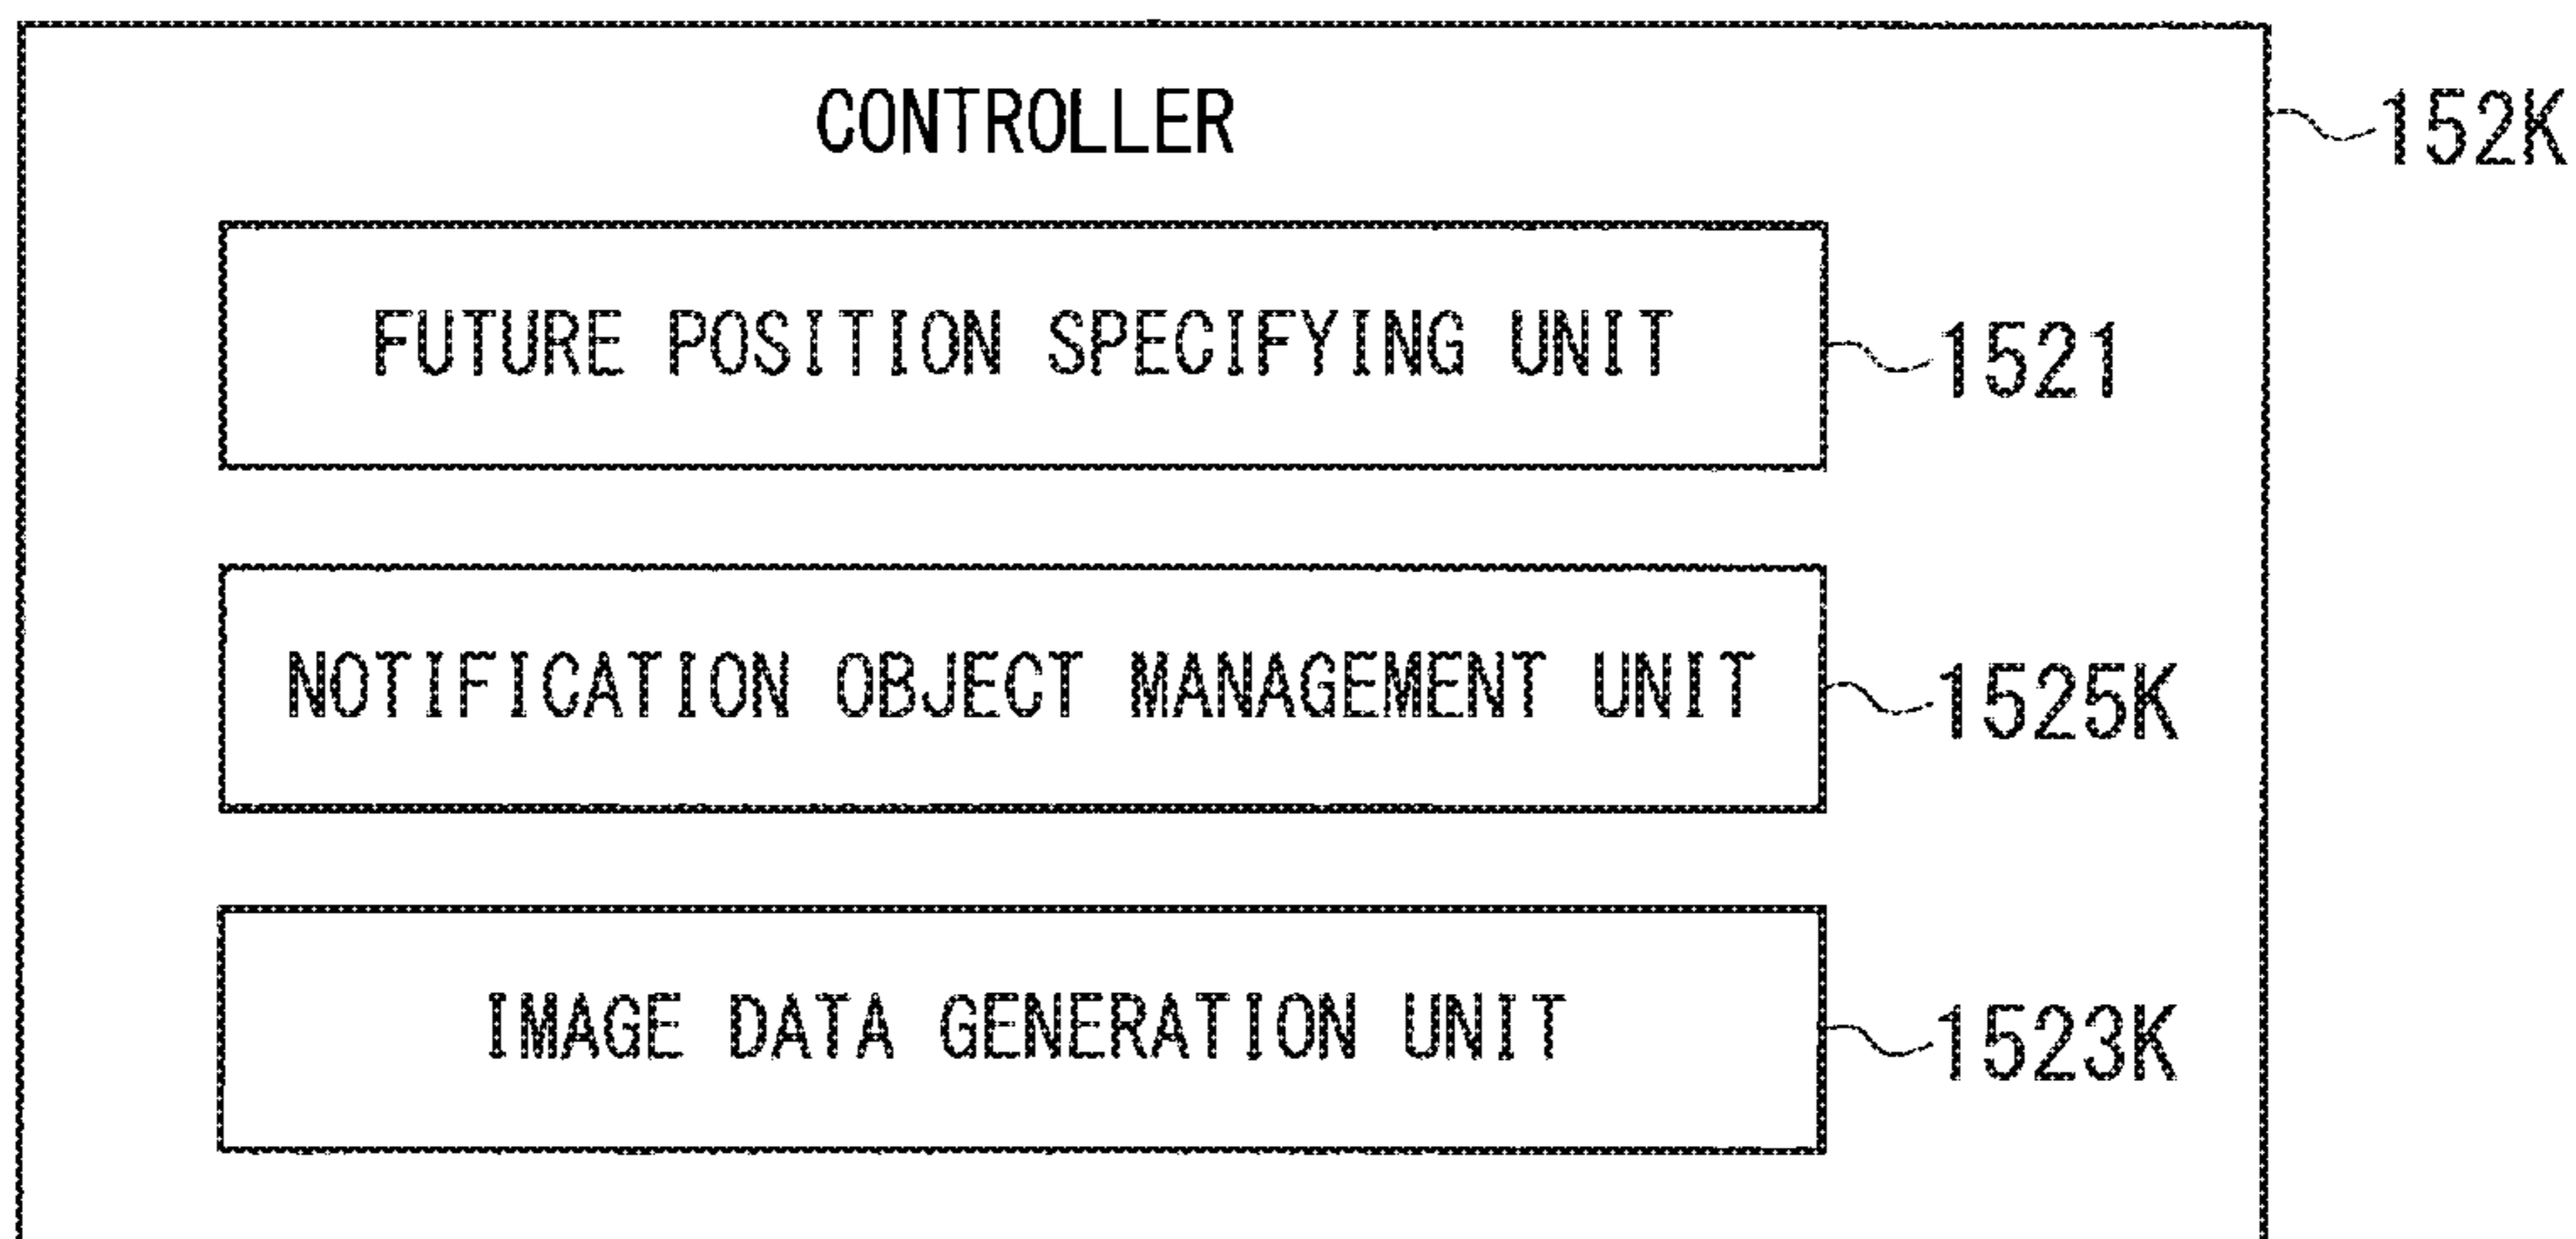 CONTROLLER
152K
FUTURE POSITION SPECIFYING UNIT
1521
NOTIFICATION OBJECT MANAGEMENT UNIT
1525K
IMAGE DATA GENERATION UNIT
1523K